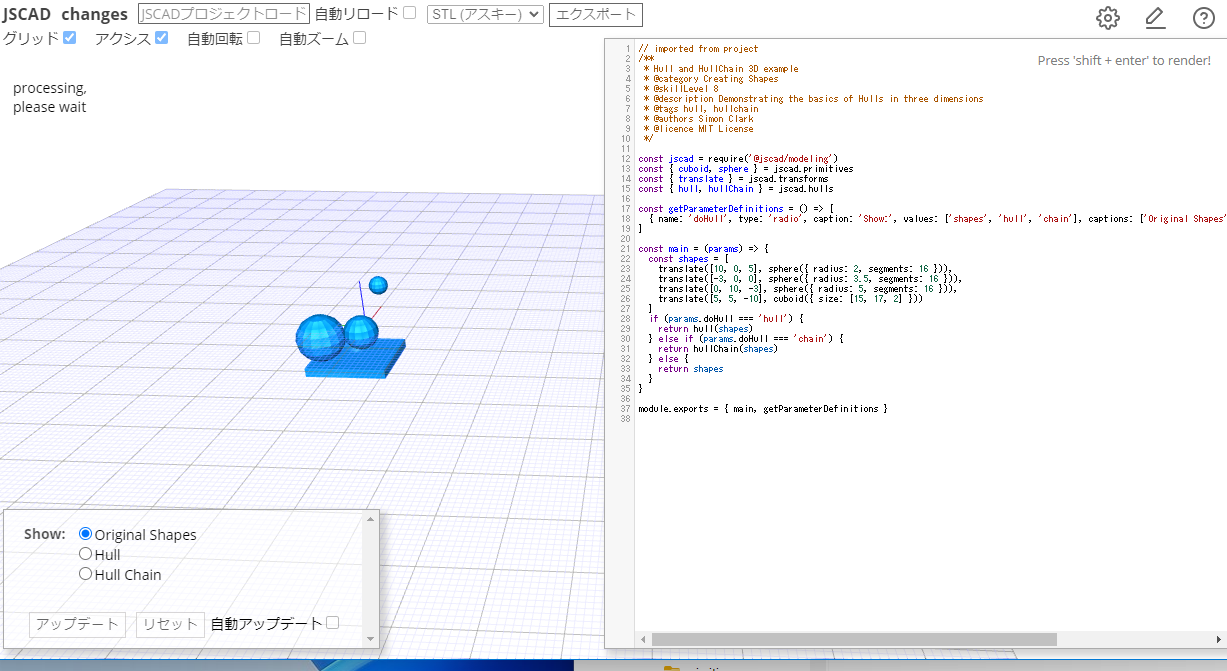 JSCAD changes JSCADプロジェクトロード 自動リロード STL (アスキー) エクスポート
グリッド アクシス 自動回転 自動ズーム
processing,
please wait
Press 'shift + enter' to render!
1 // imported from project
2 /**
3 * Hull and HullChain 3D example
4 * @category Creating Shapes
5 * @skillLevel 8
6 * @description Demonstrating the basics of Hulls in three dimensions
7 * @tags hull, hullchain
8 * @authors Simon Clark
9 * @licence MIT License
10 */
11
12 const jscad = require('@jscad/modeling')
13 const { cuboid, sphere } = jscad.primitives
14 const { translate } = jscad.transforms
15 const { hull, hullChain } = jscad.hulls
16
17 const getParameterDefinitions = () => [
18 { name: 'doHull', type: 'radio', caption: 'Show:', values: ['shapes', 'hull', 'chain'], captions: ['Original Shapes'
19 ]
20
21 const main = (params) => {
22 const shapes = [
23 translate([10, 0, 5], sphere({ radius: 2, segments: 16 })),
24 translate([-3, 0, 0], sphere({ radius: 3.5, segments: 16 })),
25 translate([0, 10, -3], sphere({ radius: 5, segments: 16 })),
26 translate([5, 5, -10], cuboid({ size: [15, 17, 2] }))
27 ]
28 if (params.doHull === 'hull') {
29 return hull(shapes)
30 } else if (params.doHull === 'chain') {
31 return hullChain(shapes)
32 } else {
33 return shapes
34 }
35 }
36
37 module.exports = { main, getParameterDefinitions }
38
Show: Original Shapes
Hull
Hull Chain
アップデート リセット 自動アップデート